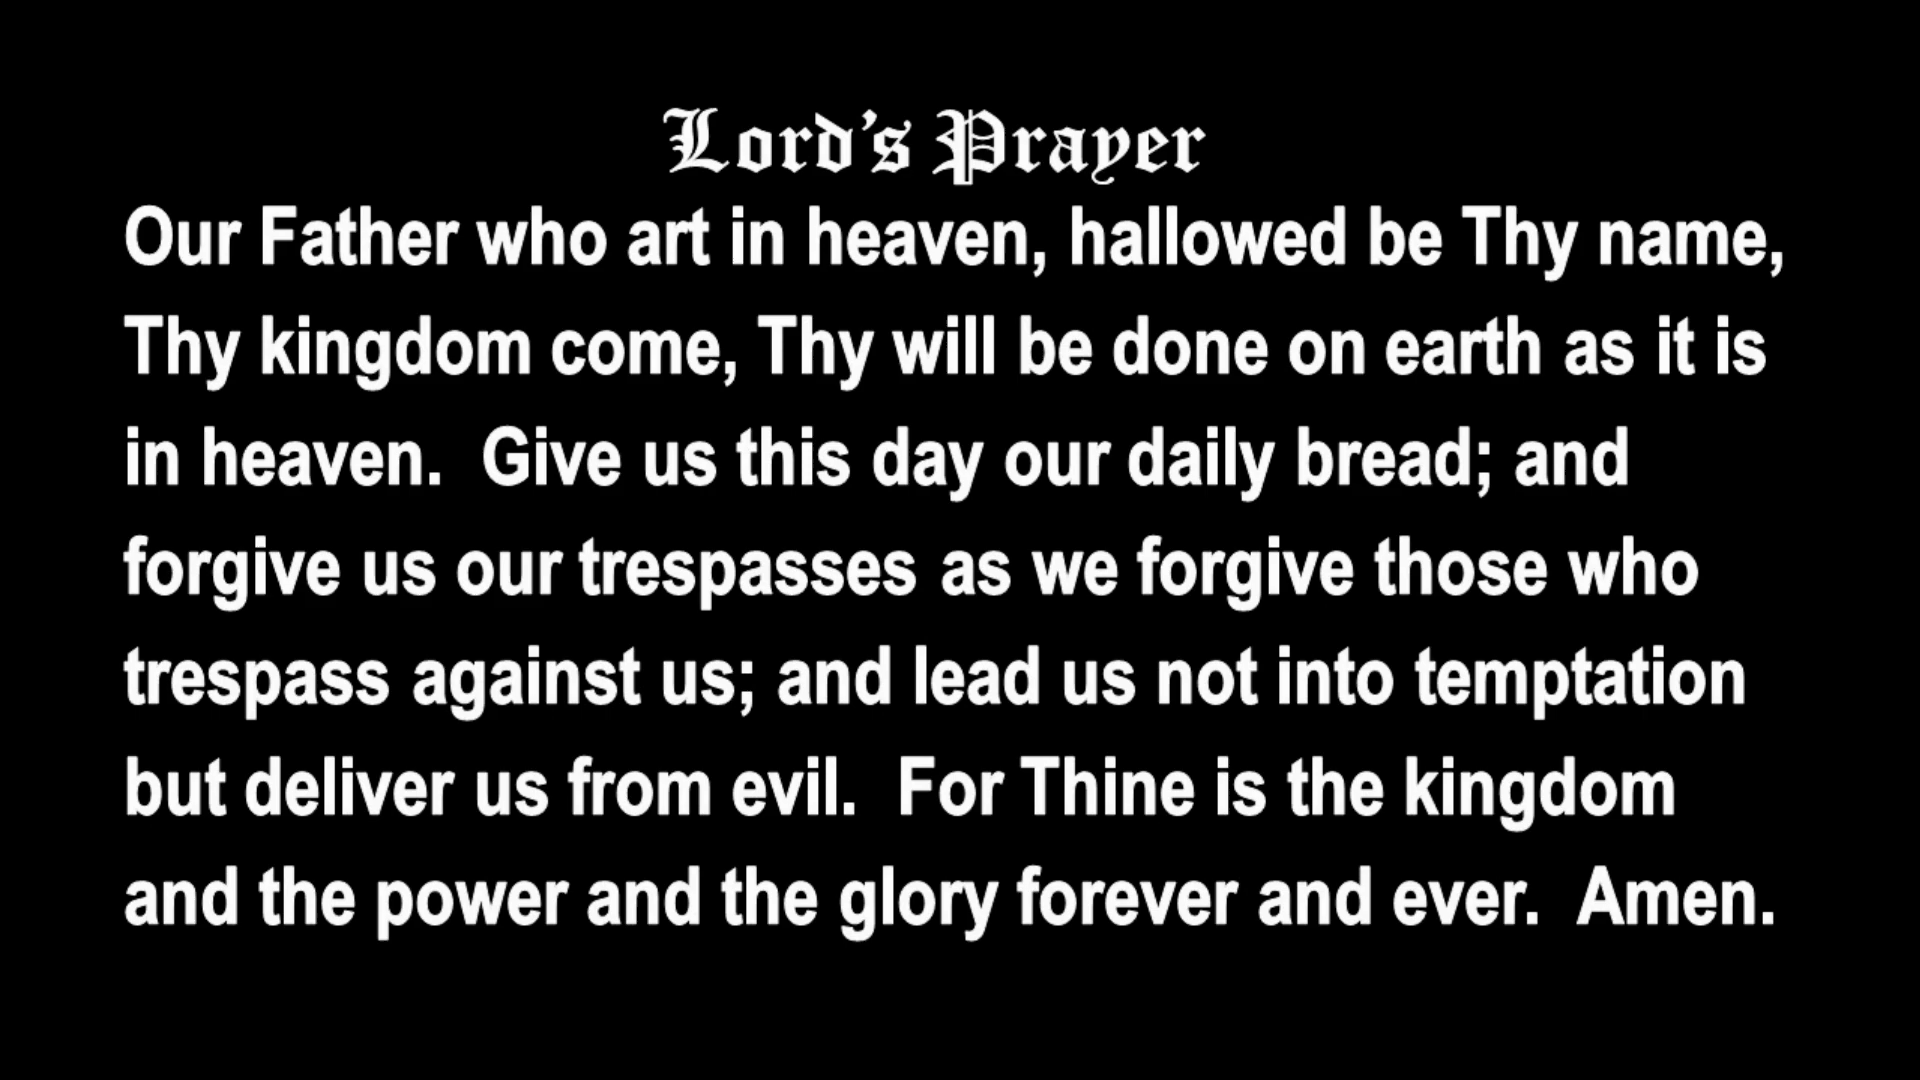 Lord's Prayer
Our Father who art in heaven, hallowed be Thy name,
Thy kingdom come, Thy will be done on earth as it is
in heaven.  Give us this day our daily bread; and
forgive us our trespasses as we forgive those who
trespass against us; and lead us not into temptation
but deliver us from evil.  For Thine is the kingdom
and the power and the glory forever and ever.  Amen.